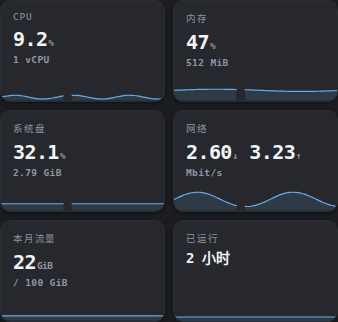 CPU
9.2%
1 vCPU
内存
47%
512 MiB
系统盘
32.1%
2.79 GiB
网络
2.60↓ 3.23↑
Mbit/s
本月流量
22GiB
/ 100 GiB
已运行
2 小时